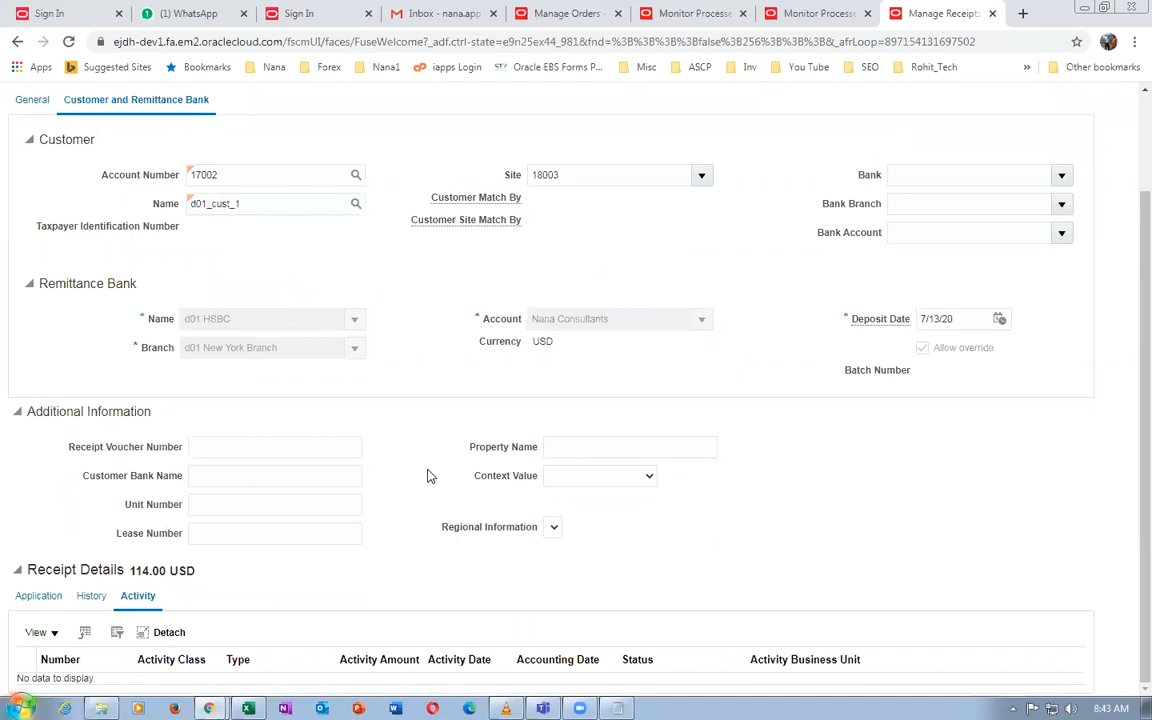 Sign In
(1) WhatsApp
Sign In
Inbox - nana.app
Manage Orders -
Monitor Processe
Monitor Processe
Manage Receipts
ejdh-dev1.fa.em2.oraclecloud.com/fscmUI/faces/FuseWelcome?_adf.ctrl-state=e9n25ex44_981&fnd=%3B%3B%3B%3Bfalse%3B256%3B%3B%3B&_afrLoop=897154131697502
Apps
Suggested Sites
Bookmarks
Nana
Forex
Nana1
iapps Login
Oracle EBS Forms P...
Misc
ASCP
Inv
You Tube
SEO
Rohit_Tech
Other bookmarks
General
Customer and Remittance Bank
Customer
Account Number 17002
Site 18003
Bank
Name d01_cust_1
Customer Match By
Bank Branch
Taxpayer Identification Number
Customer Site Match By
Bank Account
Remittance Bank
* Name d01 HSBC
* Account Nana Consultants
* Deposit Date 7/13/20
* Branch d01 New York Branch
Currency USD
Allow override
Batch Number
Additional Information
Receipt Voucher Number
Property Name
Customer Bank Name
Context Value
Unit Number
Regional Information
Lease Number
Receipt Details 114.00 USD
Application History Activity
View Detach
Number Activity Class Type Activity Amount Activity Date Accounting Date Status Activity Business Unit
No data to display.
8:43 AM